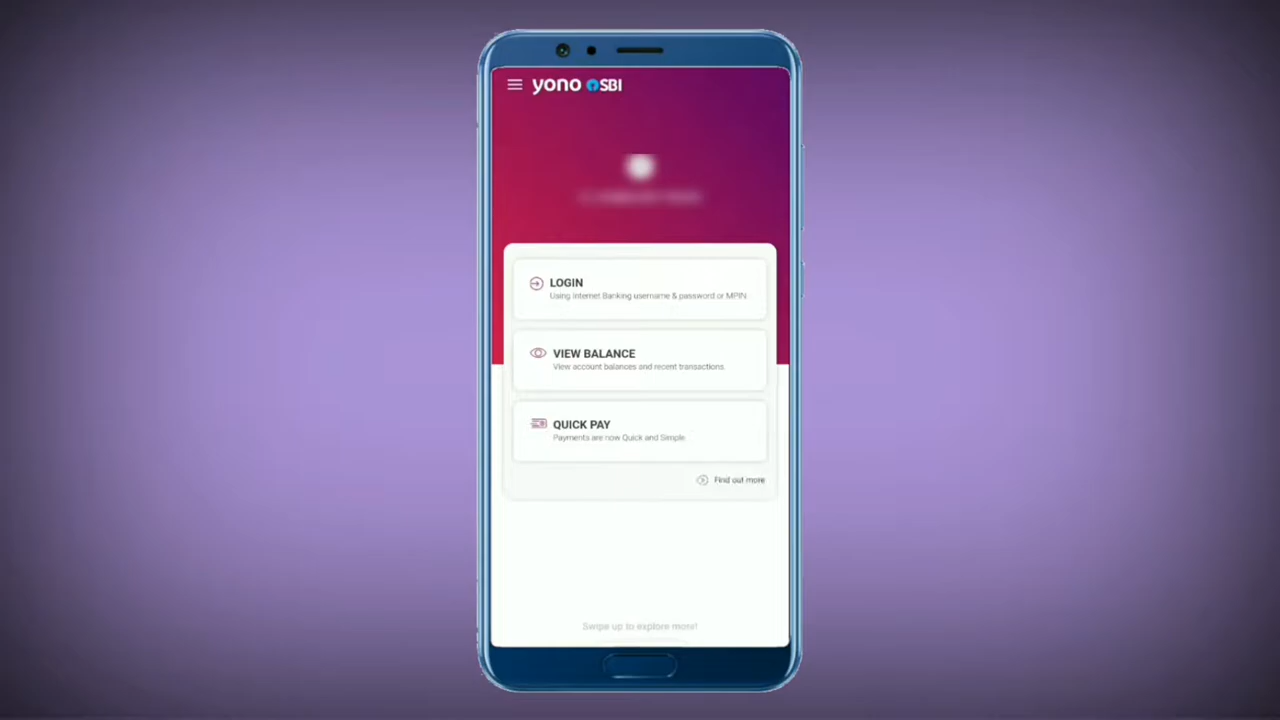 yono SBI
LOGIN
Using Internet Banking username & password or MPIN
VIEW BALANCE
View account balances and recent transactions.
QUICK PAY
Payments are now Quick and Simple.
Find out more
Swipe up to explore more!